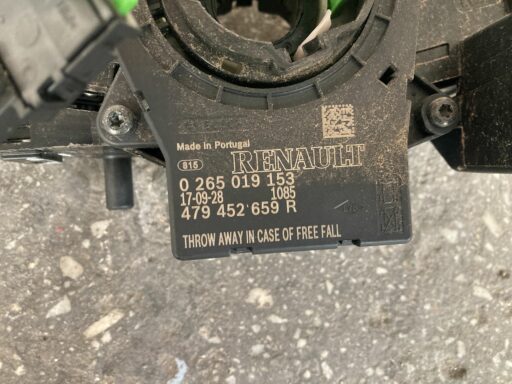 Made in Portugal
815 RENAULT
0 265 019 153
17-09-28 1085
479 452 659 R
THROW AWAY IN CASE OF FREE FALL